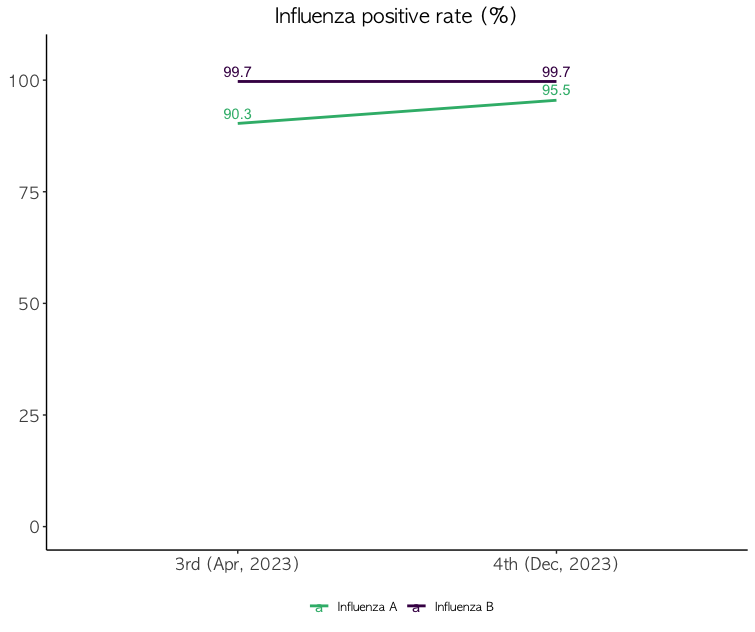 Influenza positive rate (%)
100
99.7
99.7
95.5
90.3
75
50
25
0
3rd (Apr, 2023)
4th (Dec, 2023)
a Influenza A a Influenza B